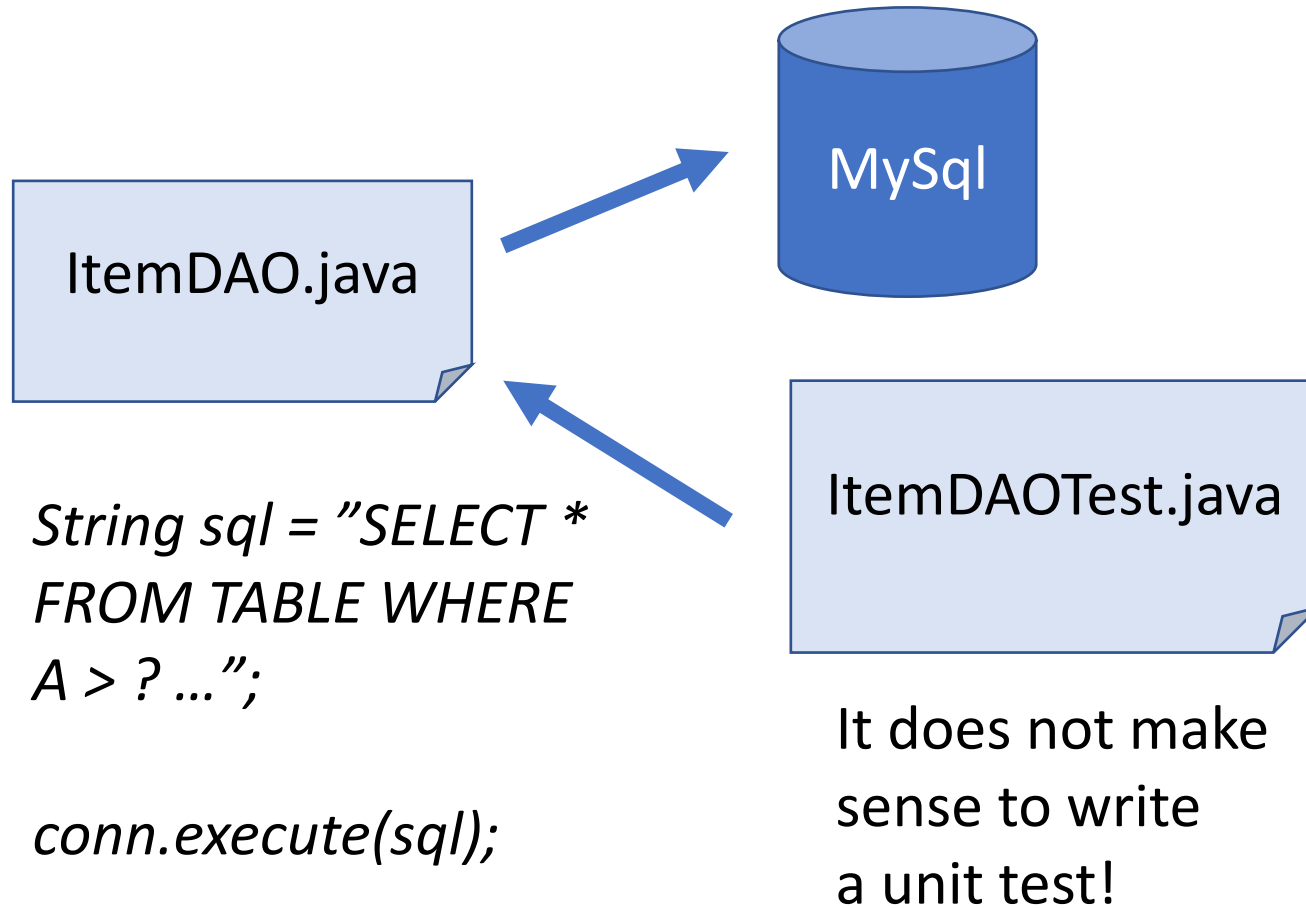 MySql
ItemDAO.java
String sql = ”SELECT *
FROM TABLE WHERE
A > ? …”;
conn.execute(sql);
ItemDAOTest.java
It does not make
sense to write
a unit test!